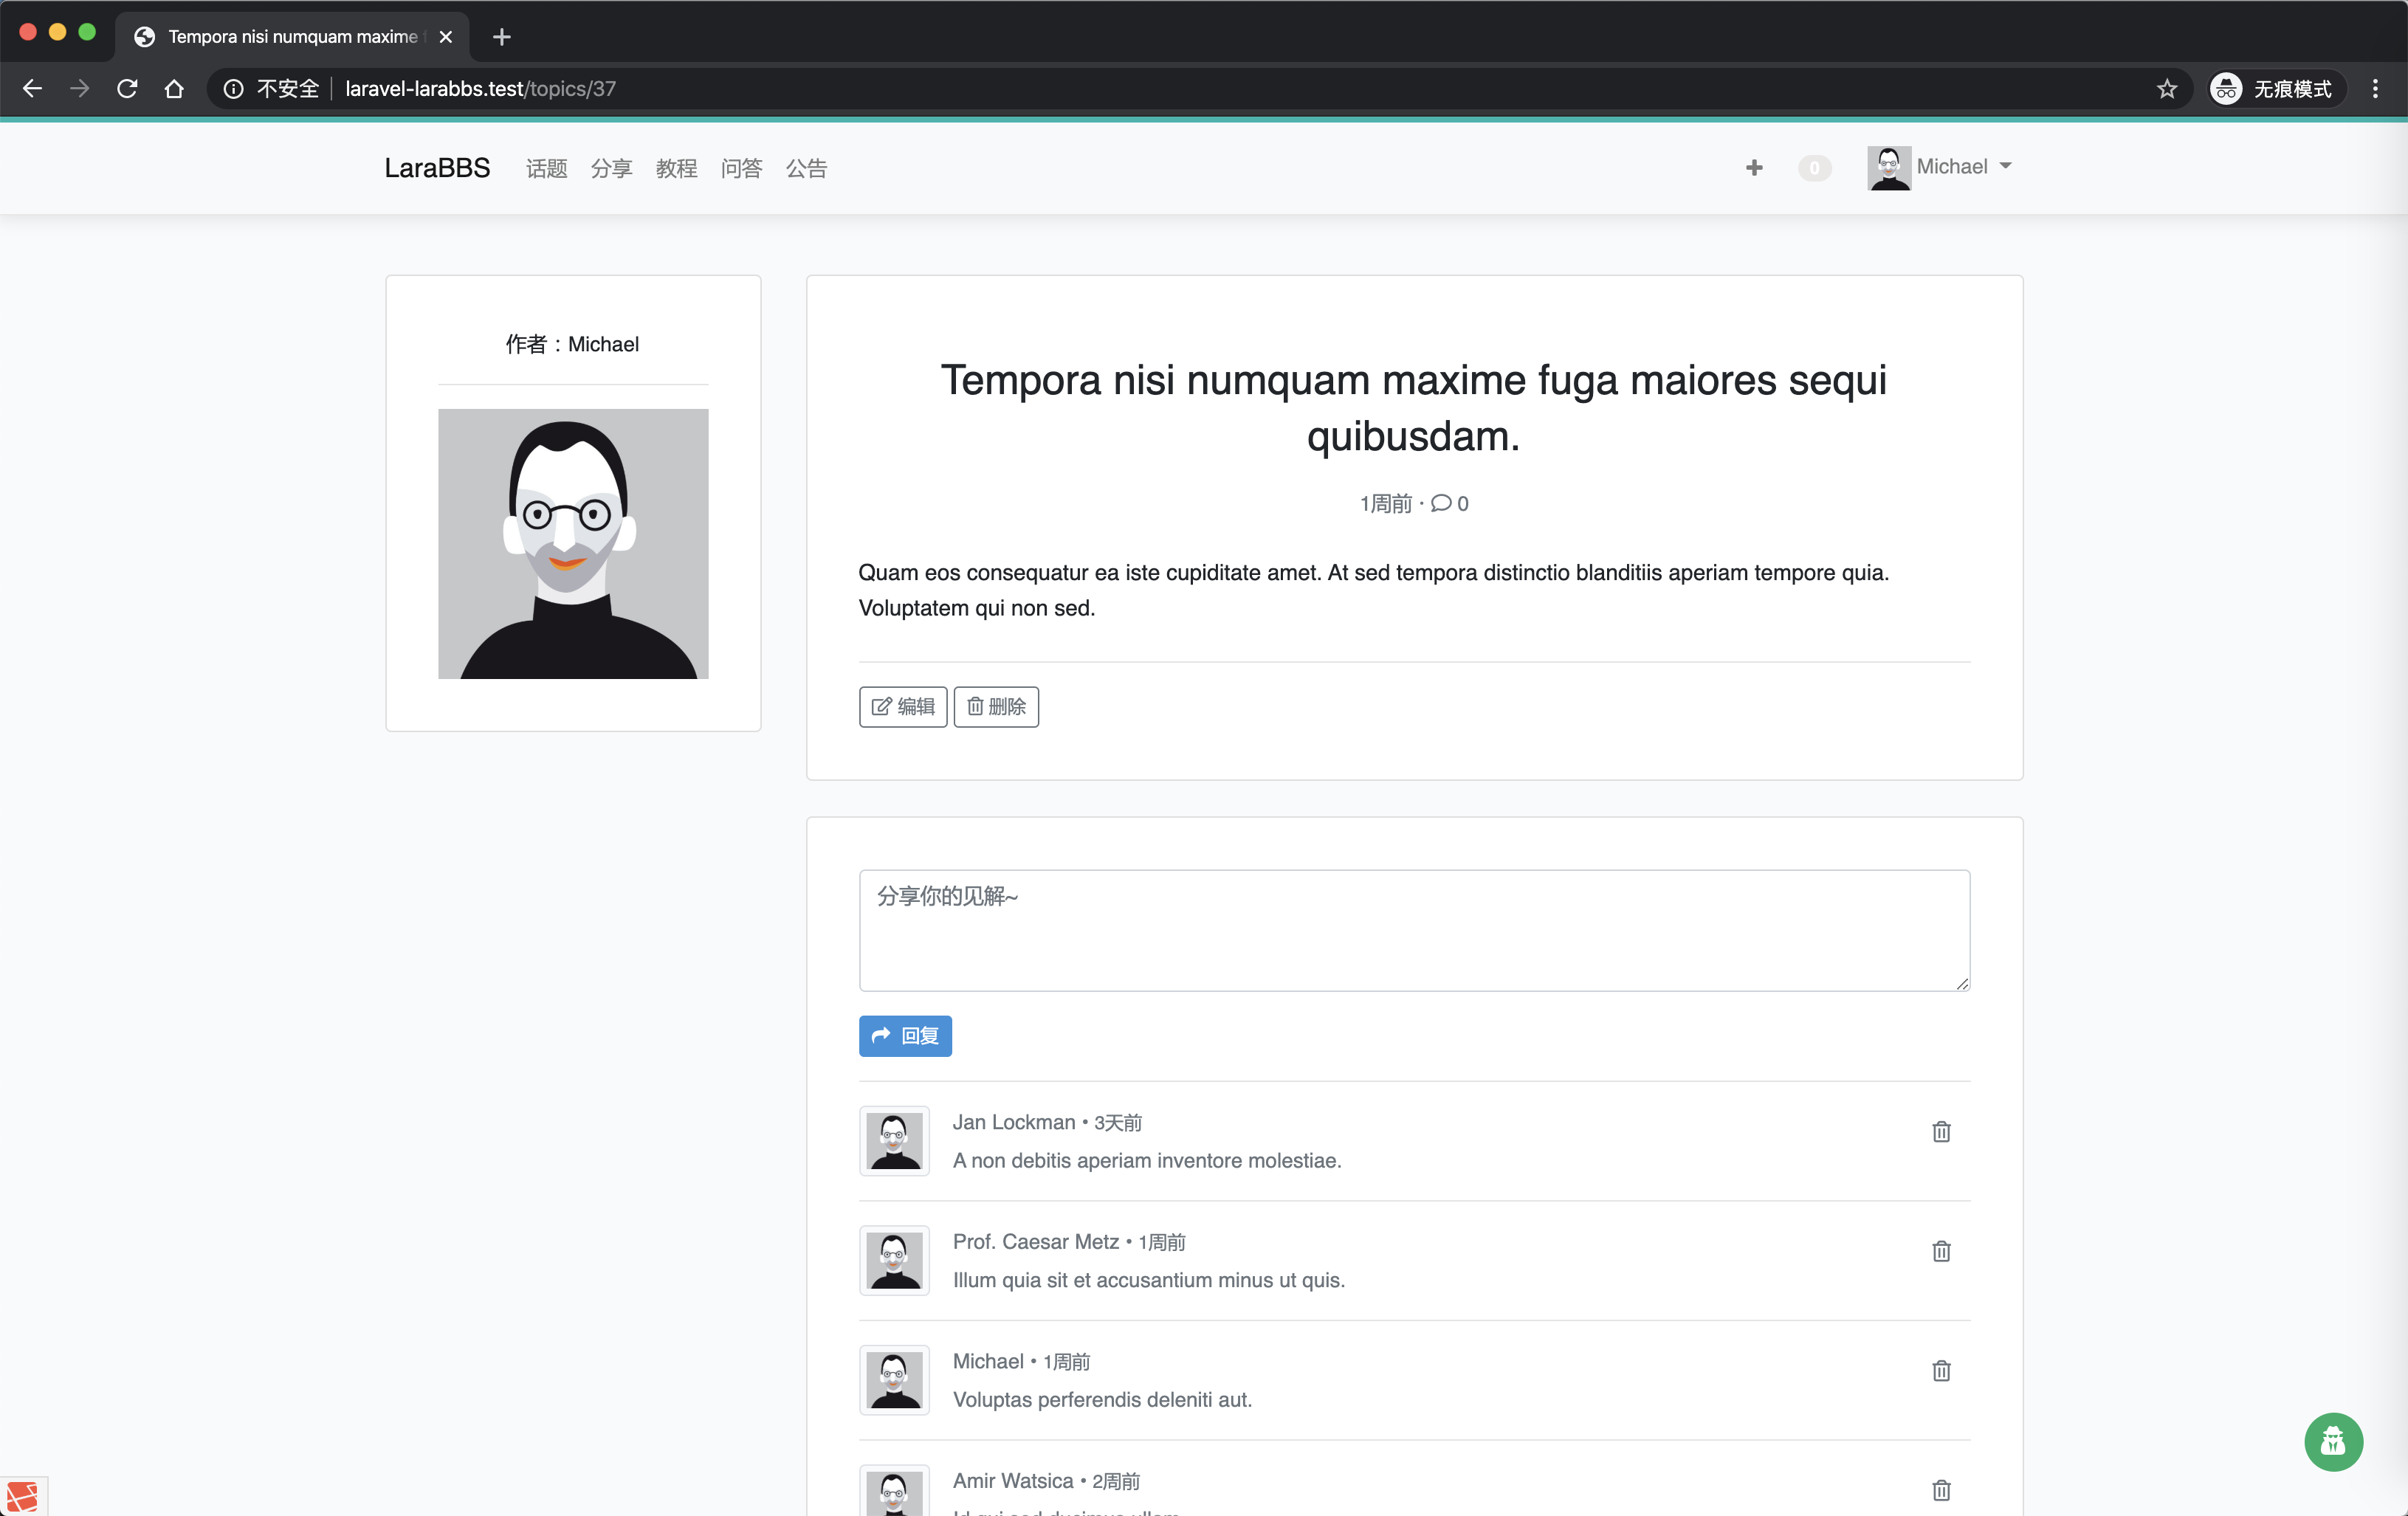 Tempora nisi numquam maxime
不安全 laravel-larabbs.test/topics/37
无痕模式
LaraBBS 话题 分享 教程 问答 公告
0 Michael
作者：Michael
Tempora nisi numquam maxime fuga maiores sequi
quibusdam.
1周前 · 0
Quam eos consequatur ea iste cupiditate amet. At sed tempora distinctio blanditiis aperiam tempore quia.
Voluptatem qui non sed.
编辑 删除
分享你的见解~
回复
Jan Lockman • 3天前
A non debitis aperiam inventore molestiae.
Prof. Caesar Metz • 1周前
Illum quia sit et accusantium minus ut quis.
Michael • 1周前
Voluptas perferendis deleniti aut.
Amir Watsica • 2周前